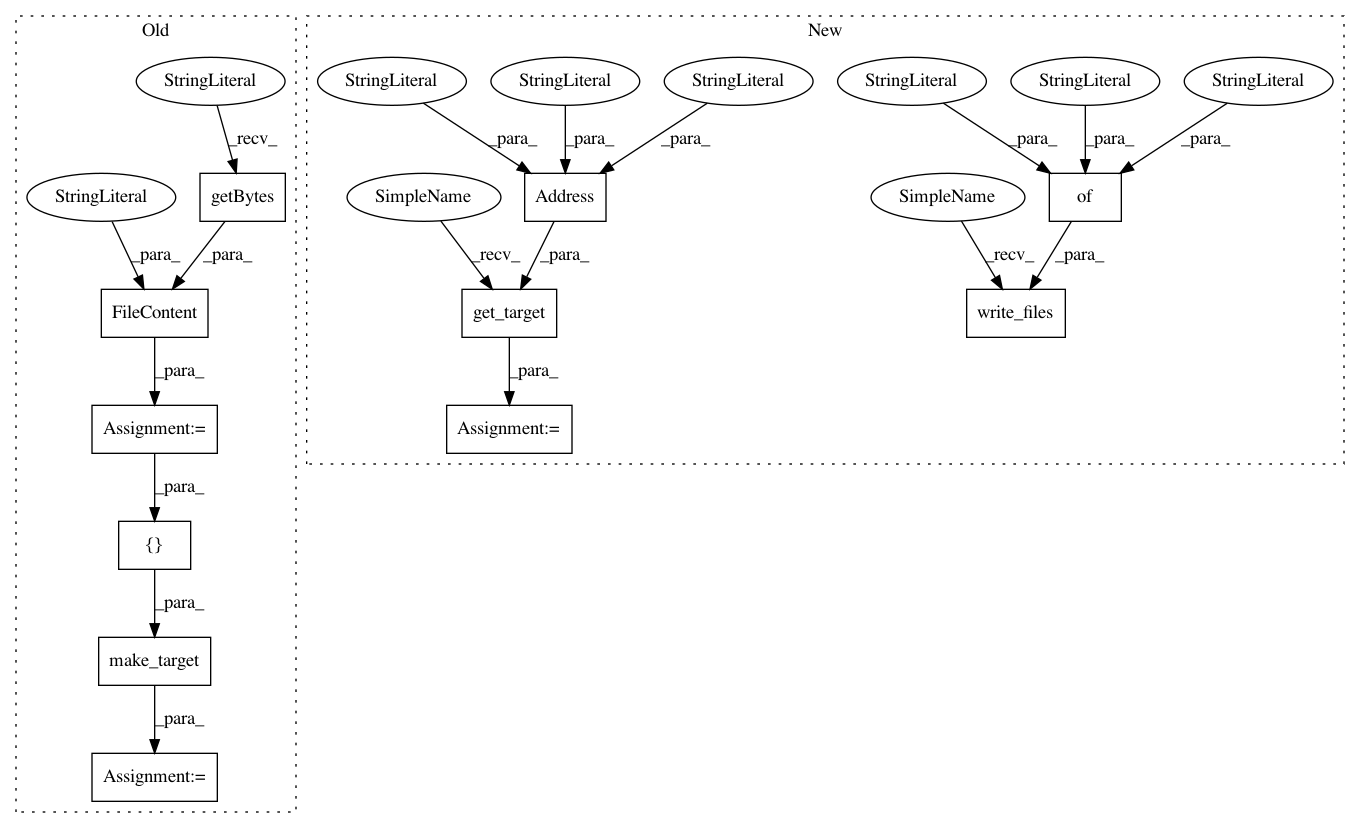 Old
New
StringLiteral
StringLiteral
StringLiteral
StringLiteral
StringLiteral
StringLiteral
StringLiteral
_recv_
_para_
_para_
_para_
_para_
_para_
_para_
StringLiteral
getBytes
SimpleName
Address
SimpleName
of
_para_
_para_
_recv_
_para_
_recv_
_para_
FileContent
get_target
write_files
_para_
_para_
Assignment:=
Assignment:=
_para_
{}
_para_
make_target
_para_
Assignment:=